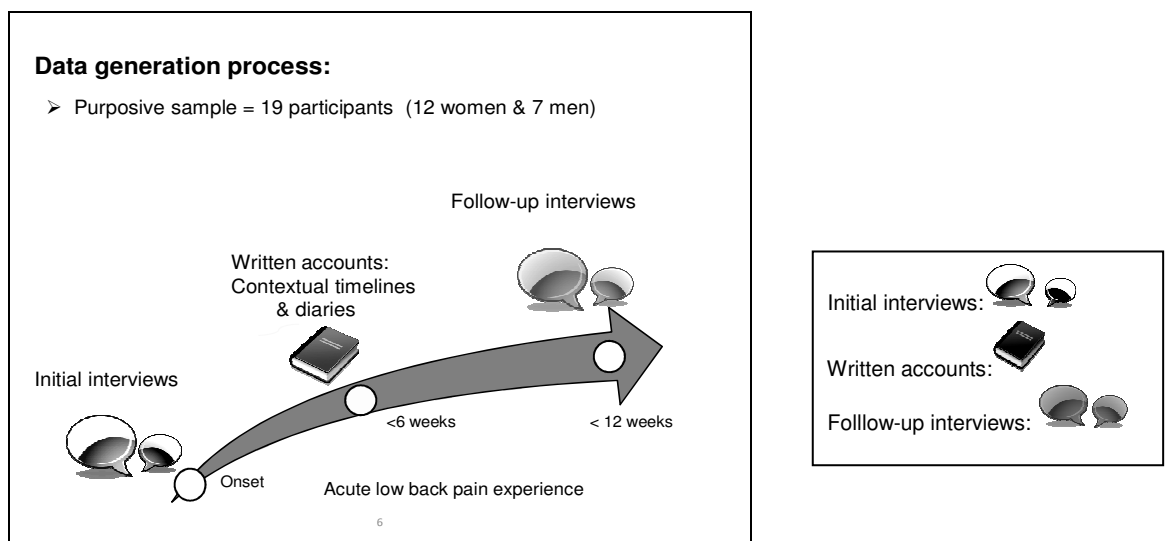 Data generation process:
➢ Purposive sample = 19 participants (12 women & 7 men)
Follow-up interviews
Written accounts:
Contextual timelines
& diaries
Initial interviews
<6 weeks
< 12 weeks
Onset
Acute low back pain experience
6
Initial interviews:
Written accounts:
Folllow-up interviews: